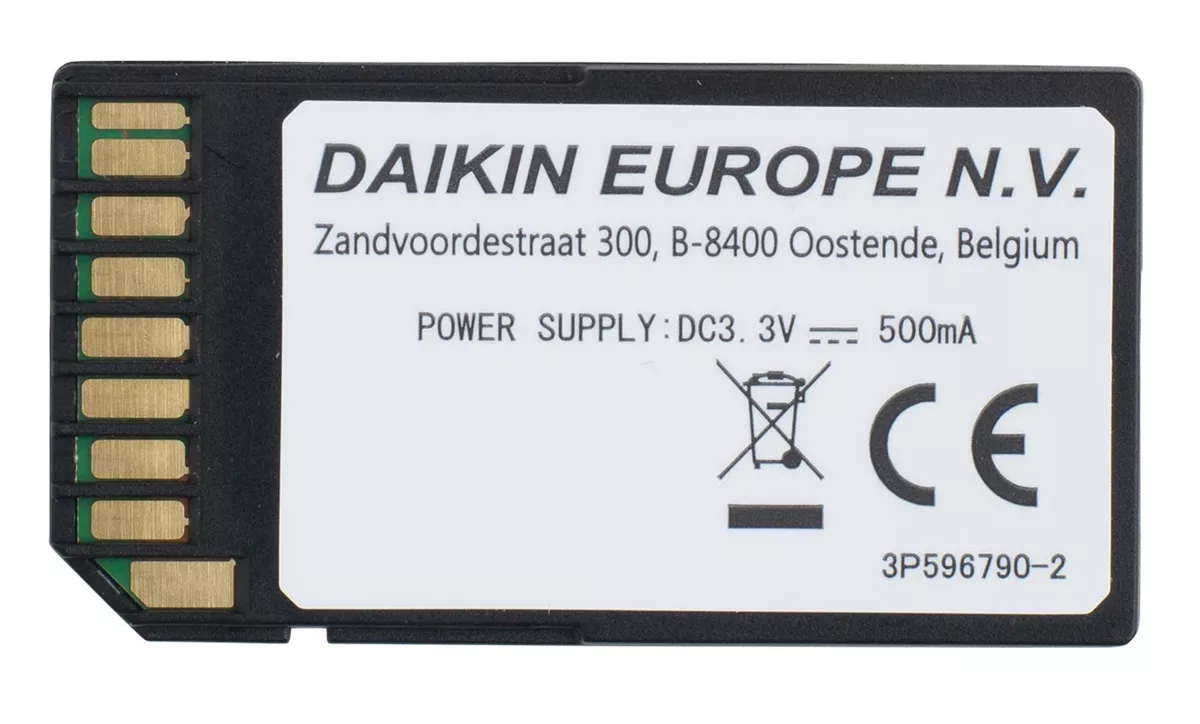 DAIKIN EUROPE N.V.
Zandvoordestraat 300, B-8400 Oostende, Belgium
POWER SUPPLY:DC3.3V ⎓ 500mA
CE
3P596790-2